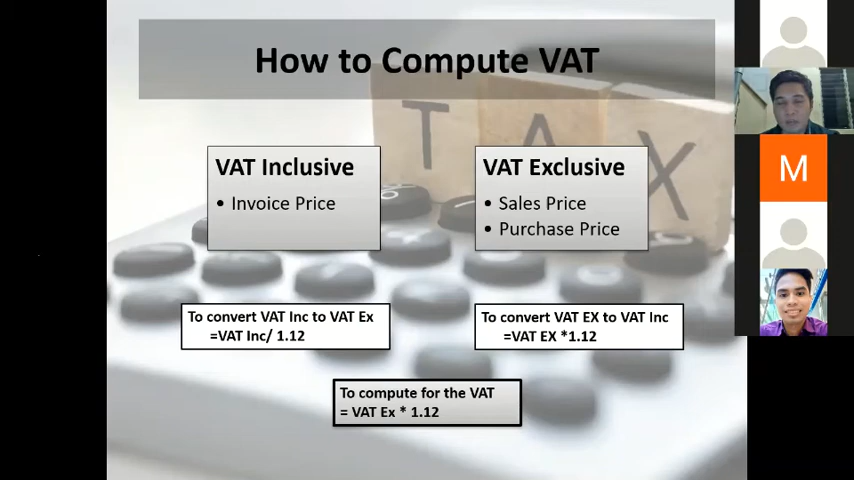 How to Compute VAT
VAT Inclusive
• Invoice Price
VAT Exclusive
• Sales Price
• Purchase Price
To convert VAT Inc to VAT Ex
=VAT Inc/ 1.12
To convert VAT EX to VAT Inc
=VAT EX *1.12
To compute for the VAT
= VAT Ex * 1.12
T A X
M